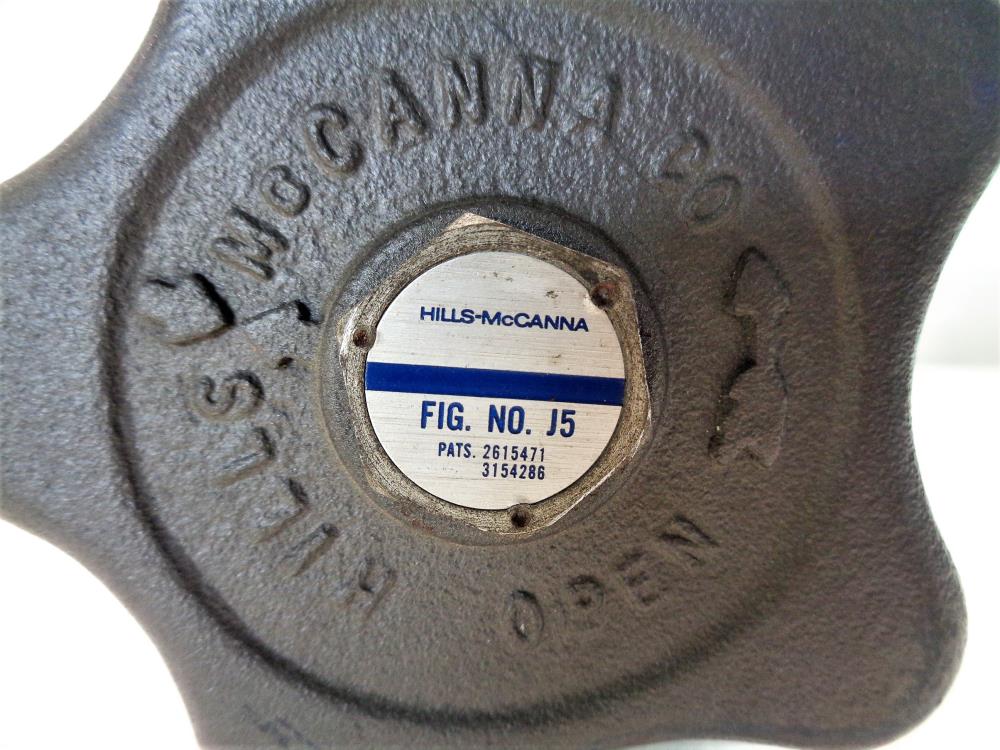 HILLS McCANNA CO
OPEN
HILLS-McCANNA
FIG. NO. J5
PATS. 2615471
3154286